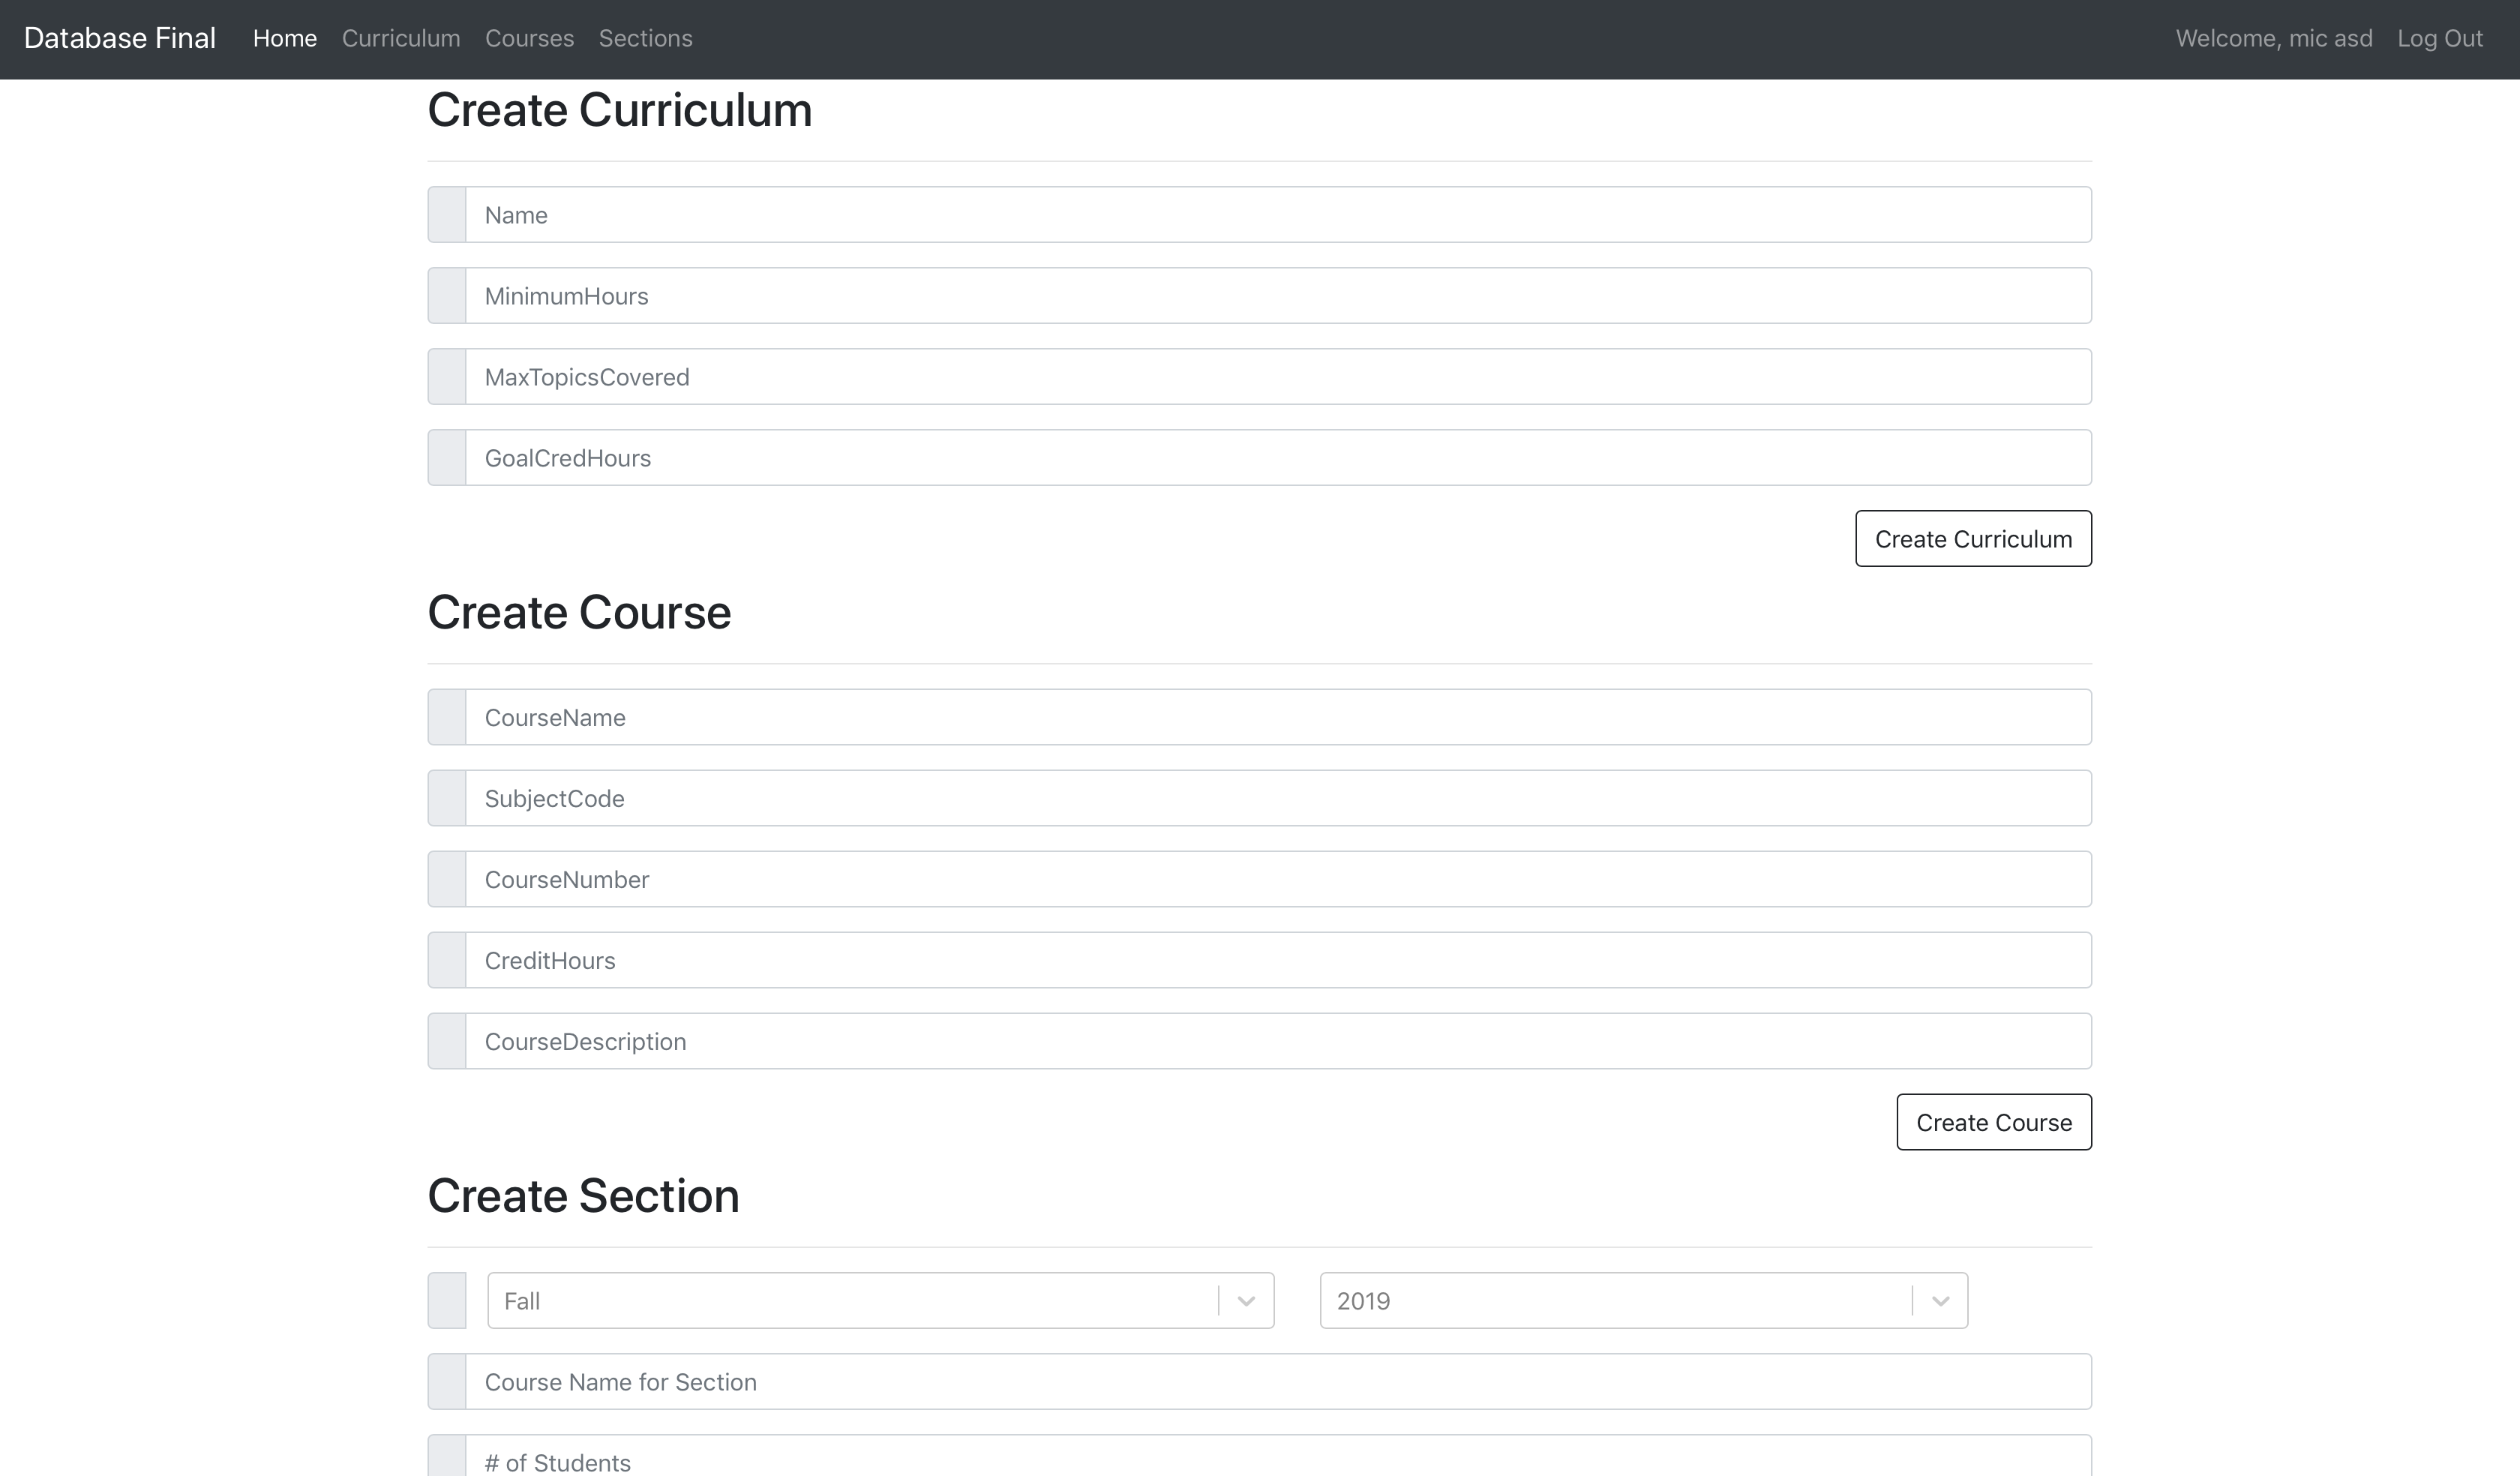 Database Final Home Curriculum Courses Sections Welcome, mic asd Log Out
Create Curriculum
Name
MinimumHours
MaxTopicsCovered
GoalCredHours
Create Curriculum
Create Course
CourseName
SubjectCode
CourseNumber
CreditHours
CourseDescription
Create Course
Create Section
Fall 2019
Course Name for Section
# of Students